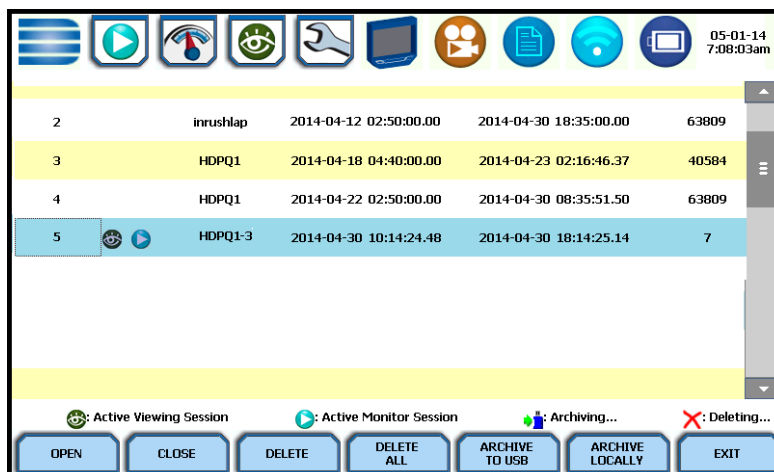 05-01-14
7:08:03am
2 inrushlap 2014-04-12 02:50:00.00 2014-04-30 18:35:00.00 63809
3 HDPQ1 2014-04-18 04:40:00.00 2014-04-23 02:16:46.37 40584
4 HDPQ1 2014-04-22 02:50:00.00 2014-04-30 08:35:51.50 63809
5 HDPQ1-3 2014-04-30 10:14:24.48 2014-04-30 18:14:25.14 7
: Active Viewing Session : Active Monitor Session : Archiving... : Deleting...
OPEN CLOSE DELETE DELETE ALL ARCHIVE TO USB ARCHIVE LOCALLY EXIT